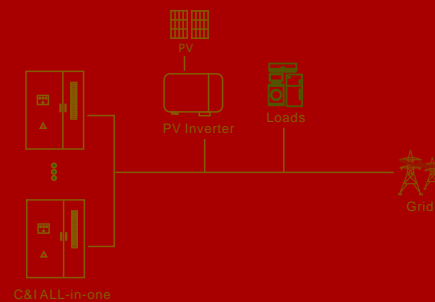 PV
PV Inverter
Loads
Grid
C&I ALL-in-one